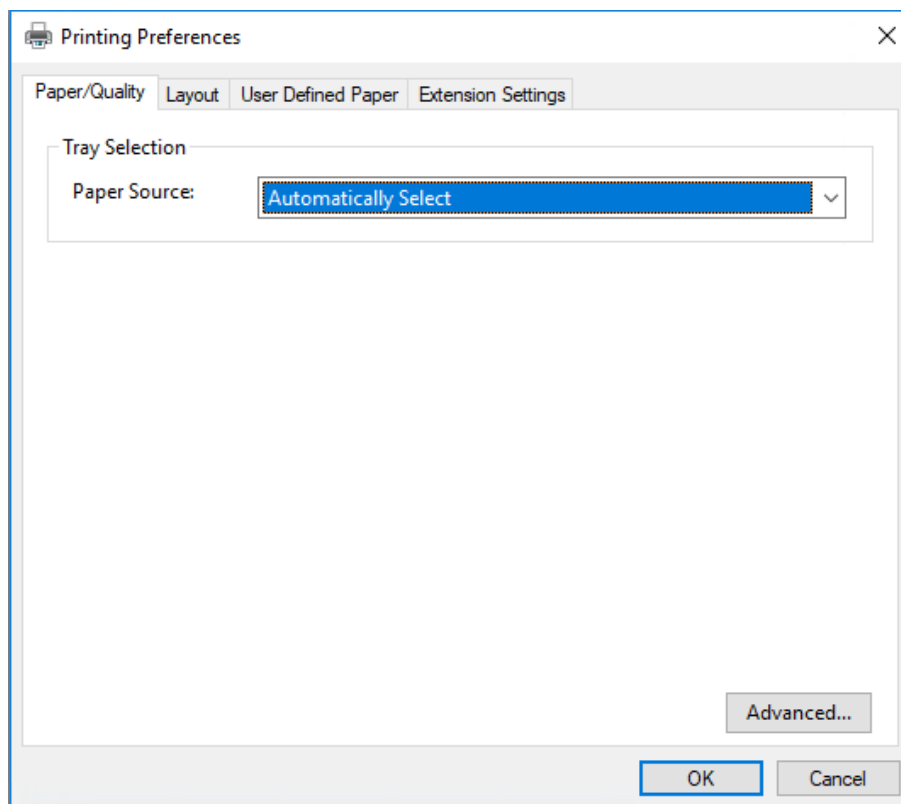 Printing Preferences
Paper/Quality Layout User Defined Paper Extension Settings
Tray Selection
Paper Source: Automatically Select
Advanced...
OK Cancel